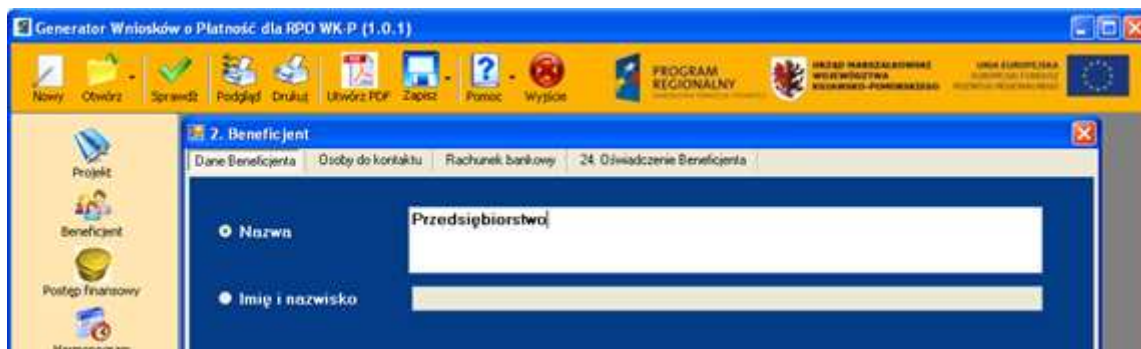 Generator Wniosków o Płatność dla RPO WK-P (1.0.1)
Nowy Otwórz Sprawdź Podgląd Drukuj Utwórz PDF Zapisz Pomoc Wyjście
PROGRAM
REGIONALNY
URZĄD MARSZAŁKOWSKI
WOJEWÓDZTWA
KUJAWSKO-POMORSKIEGO
UNIA EUROPEJSKA
Projekt
Beneficjent
Postęp finansowy
Harmonogram
2. Beneficjent
Dane Beneficjenta Osoby do kontaktu Rachunek bankowy 24. Oświadczenie Beneficjenta
Nazwa
Przedsiębiorstwo
Imię i nazwisko